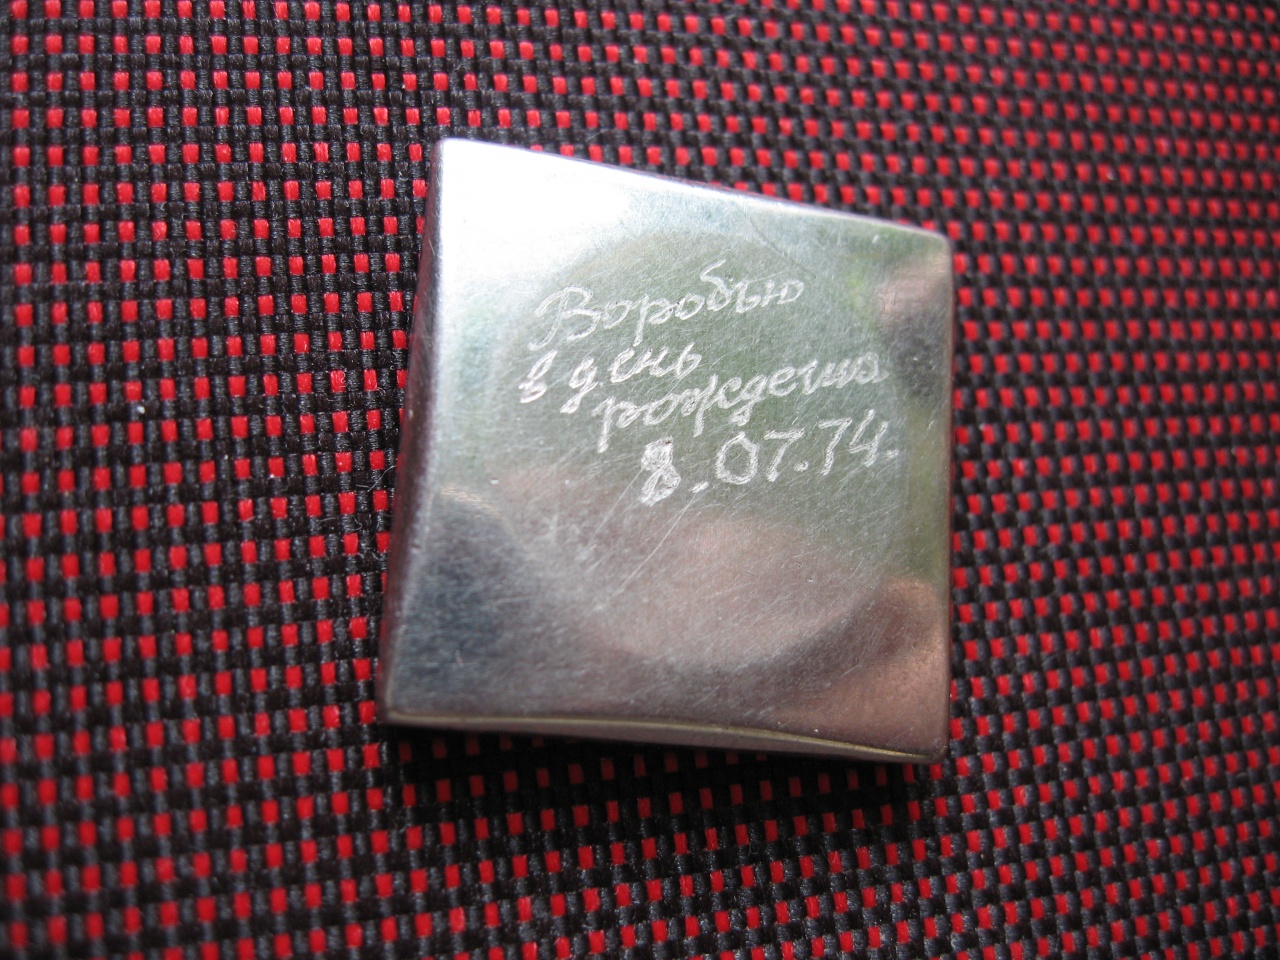 Воробью
в день
рождения
8.07.74.